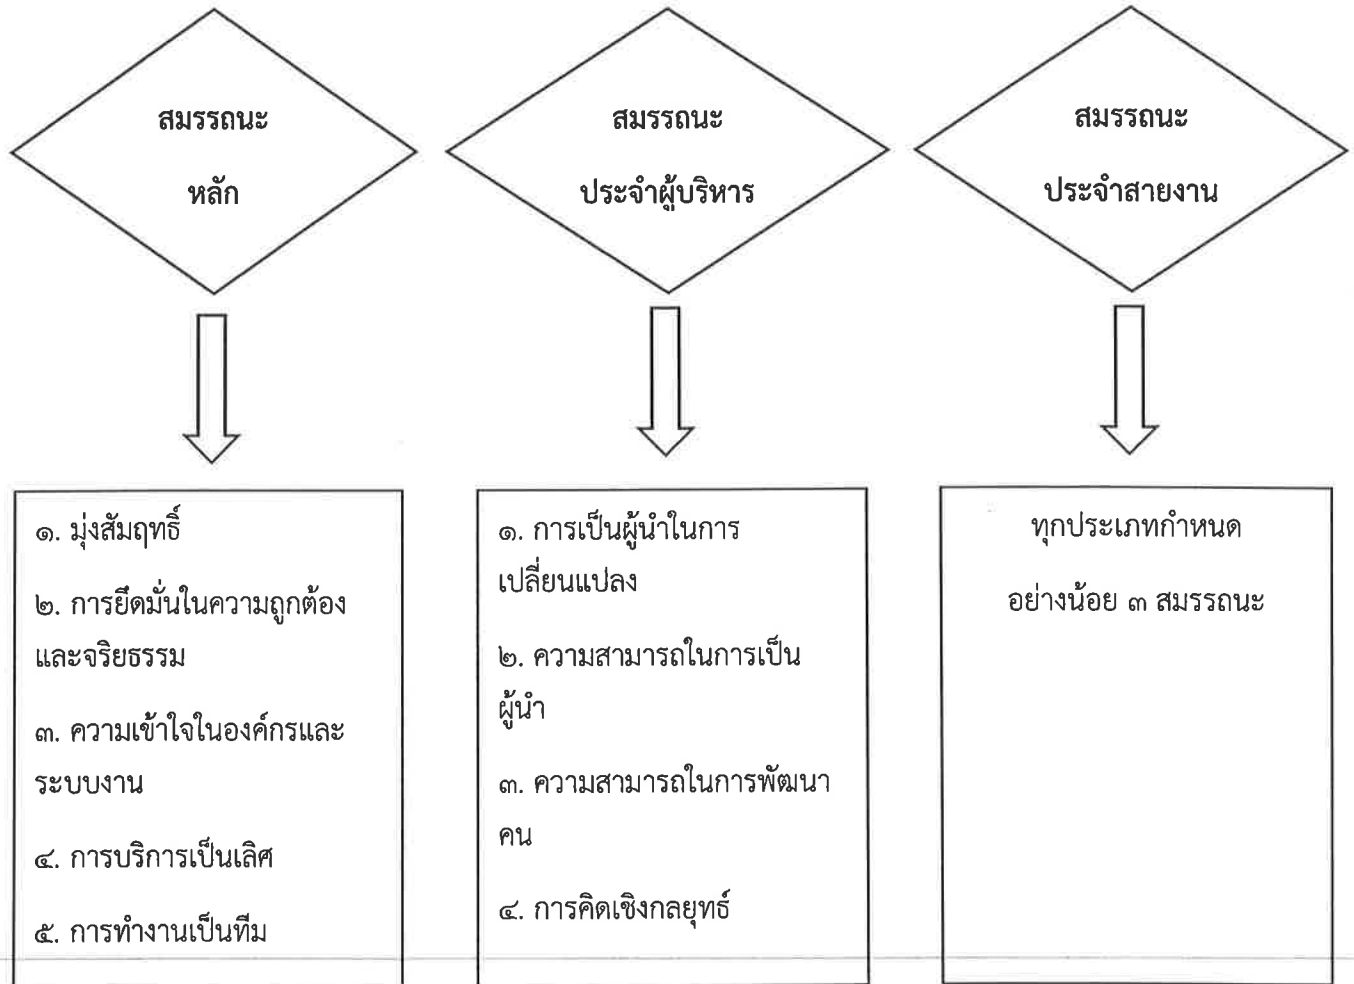 สมรรถนะ
หลัก
สมรรถนะ
ประจำผู้บริหาร
สมรรถนะ
ประจำสายงาน
๑. มุ่งสัมฤทธิ์
๒. การยึดมั่นในความถูกต้อง
และจริยธรรม
๓. ความเข้าใจในองค์กรและ
ระบบงาน
๔. การบริการเป็นเลิศ
๕. การทำงานเป็นทีม
๑. การเป็นผู้นำในการ
เปลี่ยนแปลง
๒. ความสามารถในการเป็น
ผู้นำ
๓. ความสามารถในการพัฒนา
คน
๔. การคิดเชิงกลยุทธ์
ทุกประเภทกำหนด
อย่างน้อย ๓ สมรรถนะ